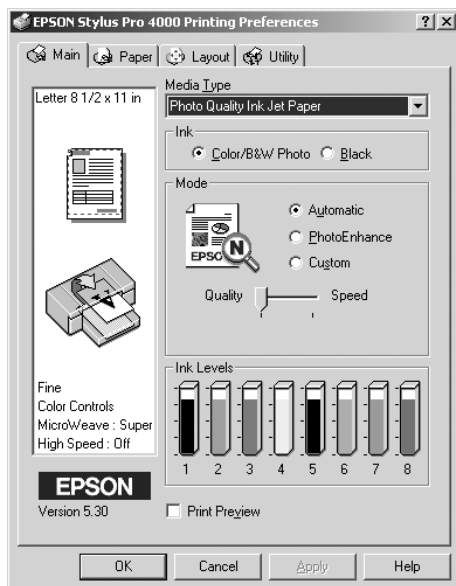 EPSON Stylus Pro 4000 Printing Preferences
Main
Paper
Layout
Utility
Letter 8 1/2 x 11 in
Media Type
Photo Quality Ink Jet Paper
Ink
Color/B&W Photo
Black
Mode
EPSO
N
Automatic
PhotoEnhance
Custom
Quality
Speed
Ink Levels
1 2 3 4 5 6 7 8
Fine
Color Controls
MicroWeave : Super
High Speed : Off
EPSON
Version 5.30
Print Preview
OK
Cancel
Apply
Help